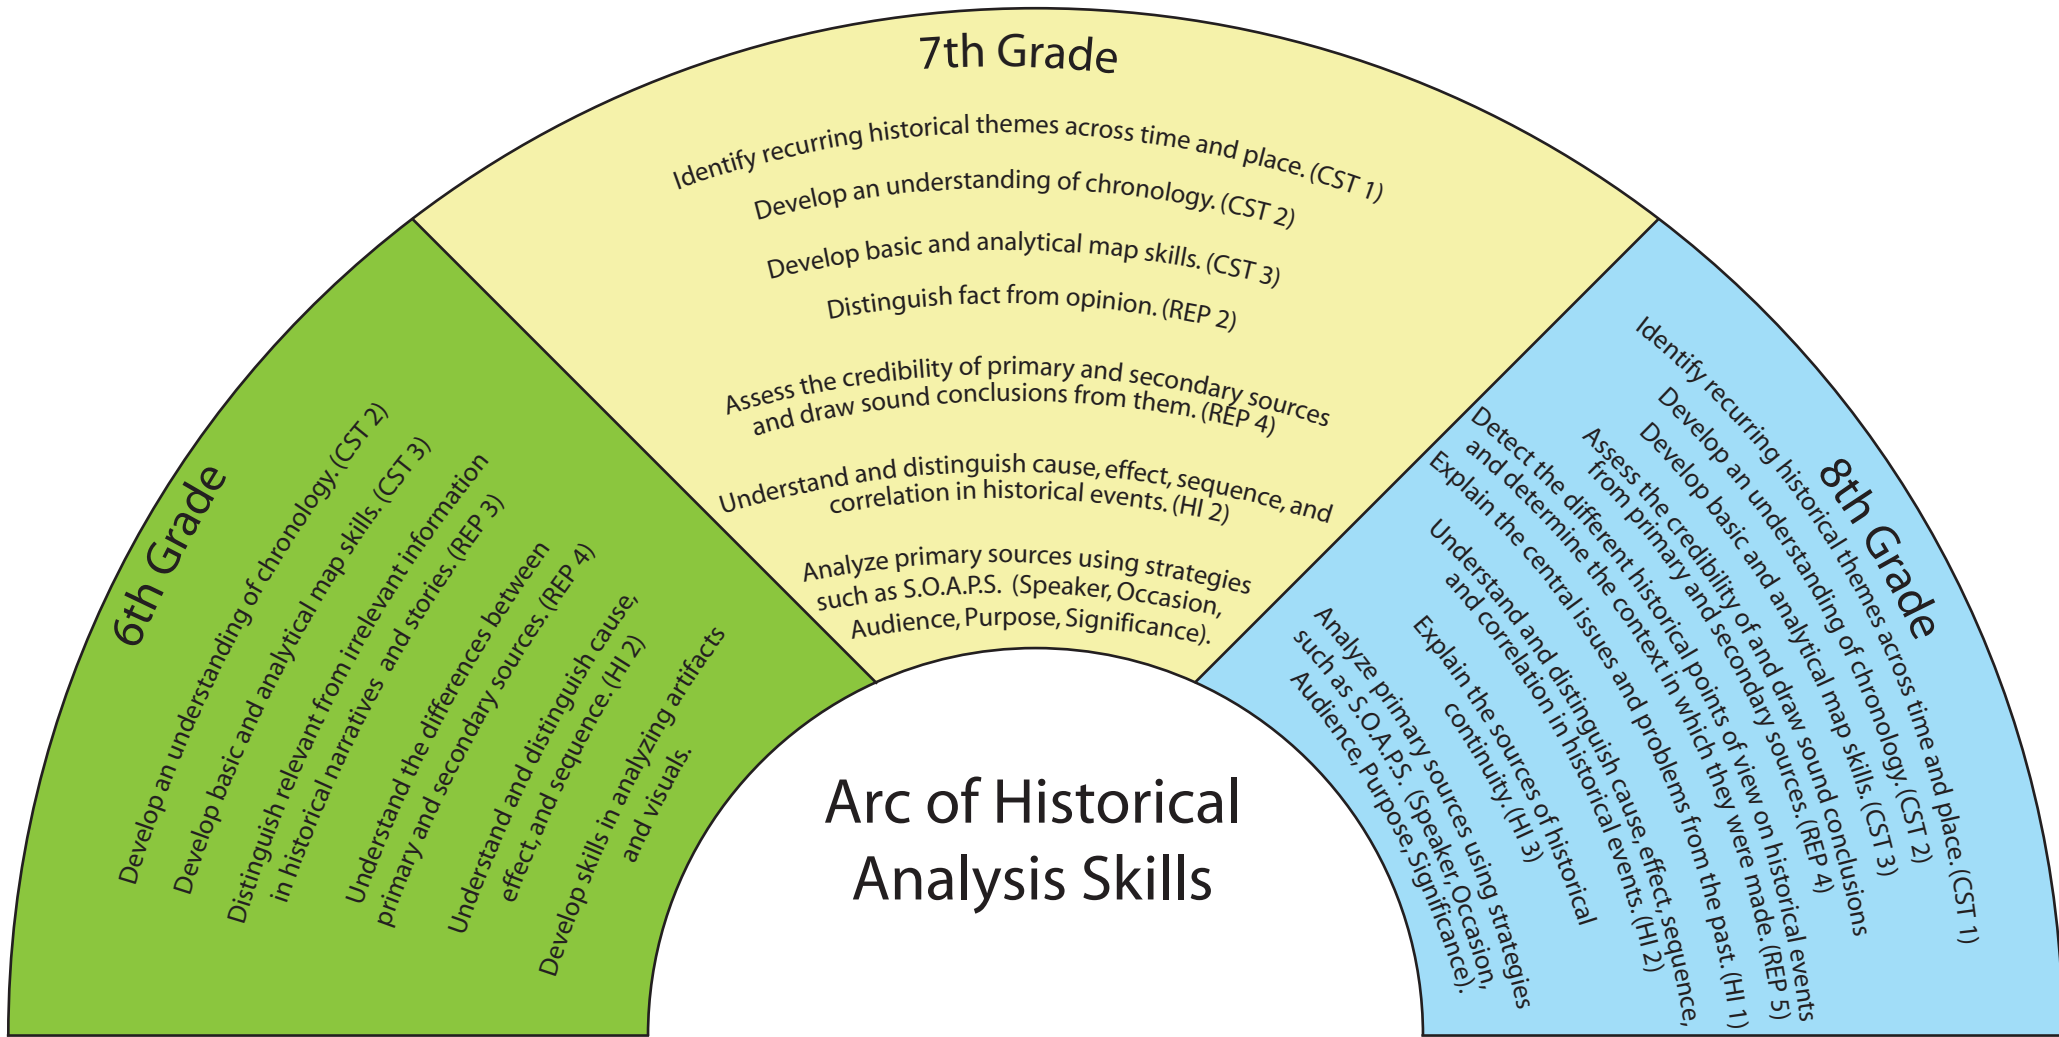 6th Grade
Develop an understanding of chronology. (CST 2)
Develop basic and analytical map skills. (CST 3)
Distinguish relevant from irrelevant information
in historical narratives and stories. (REP 3)
Understand the differences between
primary and secondary sources. (REP 4)
Understand and distinguish cause,
effect, and sequence. (HI 2)
Develop skills in analyzing artifacts
and visuals.
7th Grade
Identify recurring historical themes across time and place. (CST 1)
Develop an understanding of chronology. (CST 2)
Develop basic and analytical map skills. (CST 3)
Distinguish fact from opinion. (REP 2)
Assess the credibility of primary and secondary sources
and draw sound conclusions from them. (REP 4)
Understand and distinguish cause, effect, sequence, and
correlation in historical events. (HI 2)
Analyze primary sources using strategies
such as S.O.A.P.S. (Speaker, Occasion,
Audience, Purpose, Significance).
8th Grade
Identify recurring historical themes across time and place. (CST 1)
Develop an understanding of chronology. (CST 2)
Develop basic and analytical map skills. (CST 3)
Assess the credibility of and draw sound conclusions
from primary and secondary sources. (REP 4)
Detect the different historical points of view on historical events
and determine the context in which they were made. (REP 5)
Explain the central issues and problems from the past. (HI 1)
Understand and distinguish cause, effect, sequence,
and correlation in historical events. (HI 2)
Explain the sources of historical
continuity. (HI 3)
Analyze primary sources using strategies
such as S.O.A.P.S. (Speaker, Occasion,
Audience, Purpose, Significance).
Arc of Historical
Analysis Skills